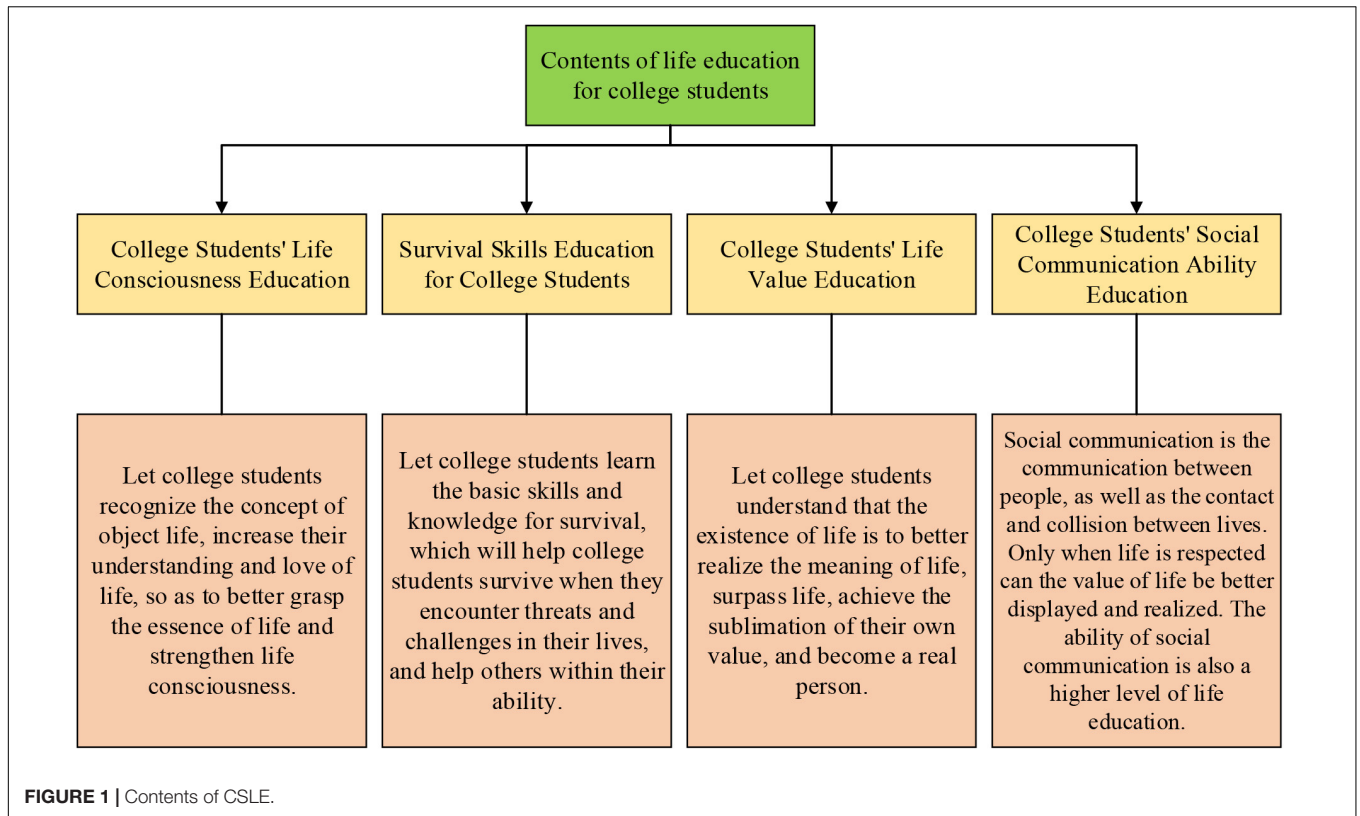 Contents of life education
for college students
College Students' Life
Consciousness Education
Survival Skills Education
for College Students
College Students' Life
Value Education
College Students' Social
Communication Ability
Education
Let college students
recognize the concept of
object life, increase their
understanding and love of
life, so as to better grasp
the essence of life and
strengthen life
consciousness.
Let college students learn
the basic skills and
knowledge for survival,
which will help college
students survive when they
encounter threats and
challenges in their lives,
and help others within their
ability.
Let college students
understand that the
existence of life is to better
realize the meaning of life,
surpass life, achieve the
sublimation of their own
value, and become a real
person.
Social communication is the
communication between
people, as well as the contact
and collision between lives.
Only when life is respected
can the value of life be better
displayed and realized. The
ability of social
communication is also a
higher level of life
education.
FIGURE 1 | Contents of CSLE.